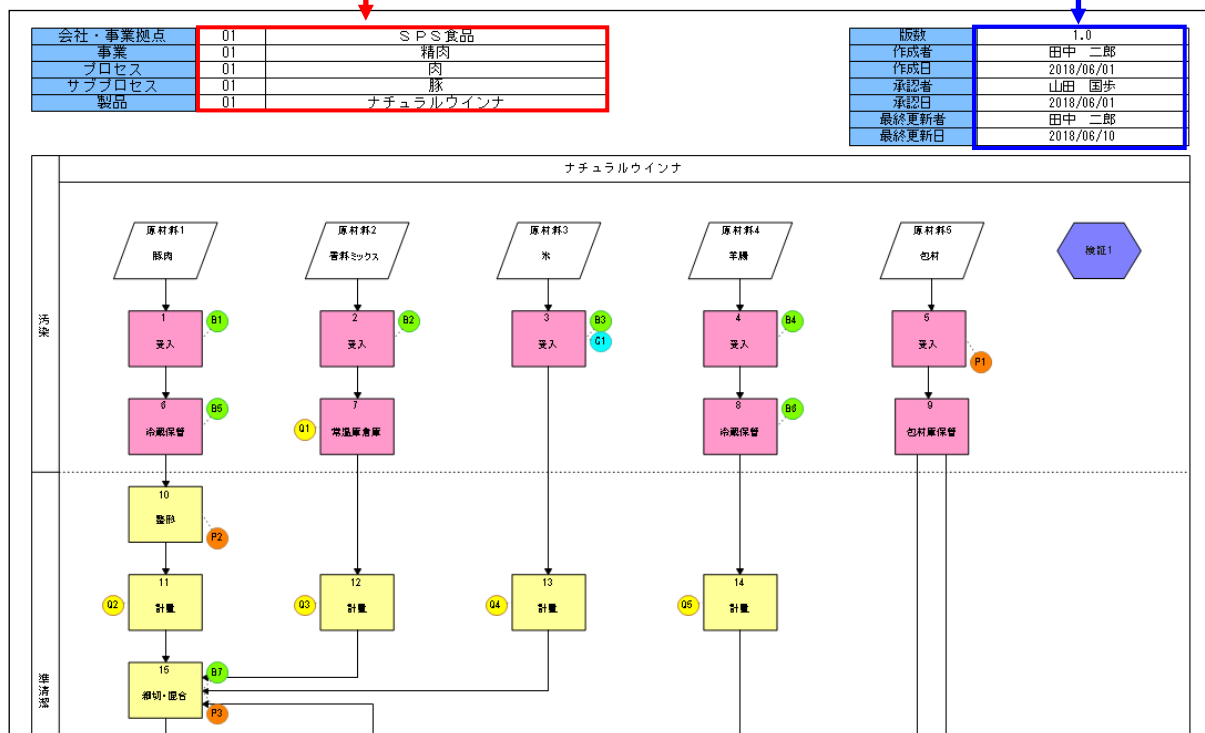 会社・事業拠点 01 ＳＰＳ食品
事業 01 精肉
プロセス 01 肉
サブプロセス 01 豚
製品 01 ナチュラルウインナ
版数 1.0
作成者 田中　二郎
作成日 2018/06/01
承認者 山田　国歩
承認日 2018/06/01
最終更新者 田中　二郎
最終更新日 2018/06/10
ナチュラルウインナ
汚染
原材料1
豚肉
原材料2
香料ミックス
原材料3
氷
原材料4
羊腸
原材料5
包材
検証1
1
受入
B1
2
受入
B2
3
受入
B3
C1
4
受入
B4
5
受入
P1
6
冷蔵保管
B5
Q1
7
常温庫倉庫
8
冷蔵保管
B6
9
包材庫保管
準清潔
10
整形
P2
Q2
11
計量
Q3
12
計量
Q4
13
計量
Q5
14
計量
15
細切・混合
B7
P3